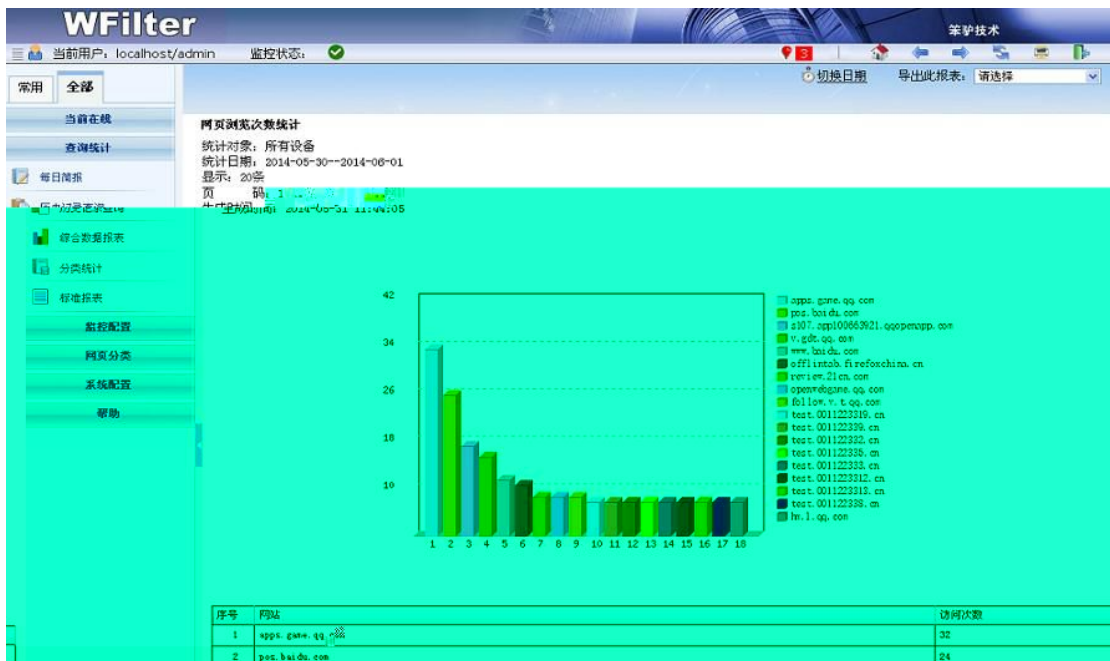 WFilter
笨驴技术
当前用户：localhost/admin 监控状态：
3
切换日期 导出此报表：请选择
常用 全部
当前在线
查询统计
每日简报
综合数据报表
分类统计
标准报表
监控配置
网页分类
系统配置
帮助
网页浏览次数统计
统计对象：所有设备
统计日期：2014-05-30--2014-06-01
显示：20条
页 码：
2014-05-31 11:44:05
42
34
26
18
10
1 2 3 4 5 6 7 8 9 10 11 12 13 14 15 16 17 18
apps.game.qq.com
pos.baidu.com
s107.app100663921.qqopenapp.com
v.gdt.qq.com
www.baidu.com
offlintab.firefoxchina.cn
review.21cn.com
openwebgame.qq.com
follow.v.t.qq.com
test.0011223319.cn
test.001122339.cn
test.001122332.cn
test.001122335.cn
test.001122333.cn
test.0011223312.cn
test.0011223313.cn
test.001122338.cn
hm.l.qq.com
序号 网站 访问次数
1 apps.game.qq 32
2 pos.baidu.com 24